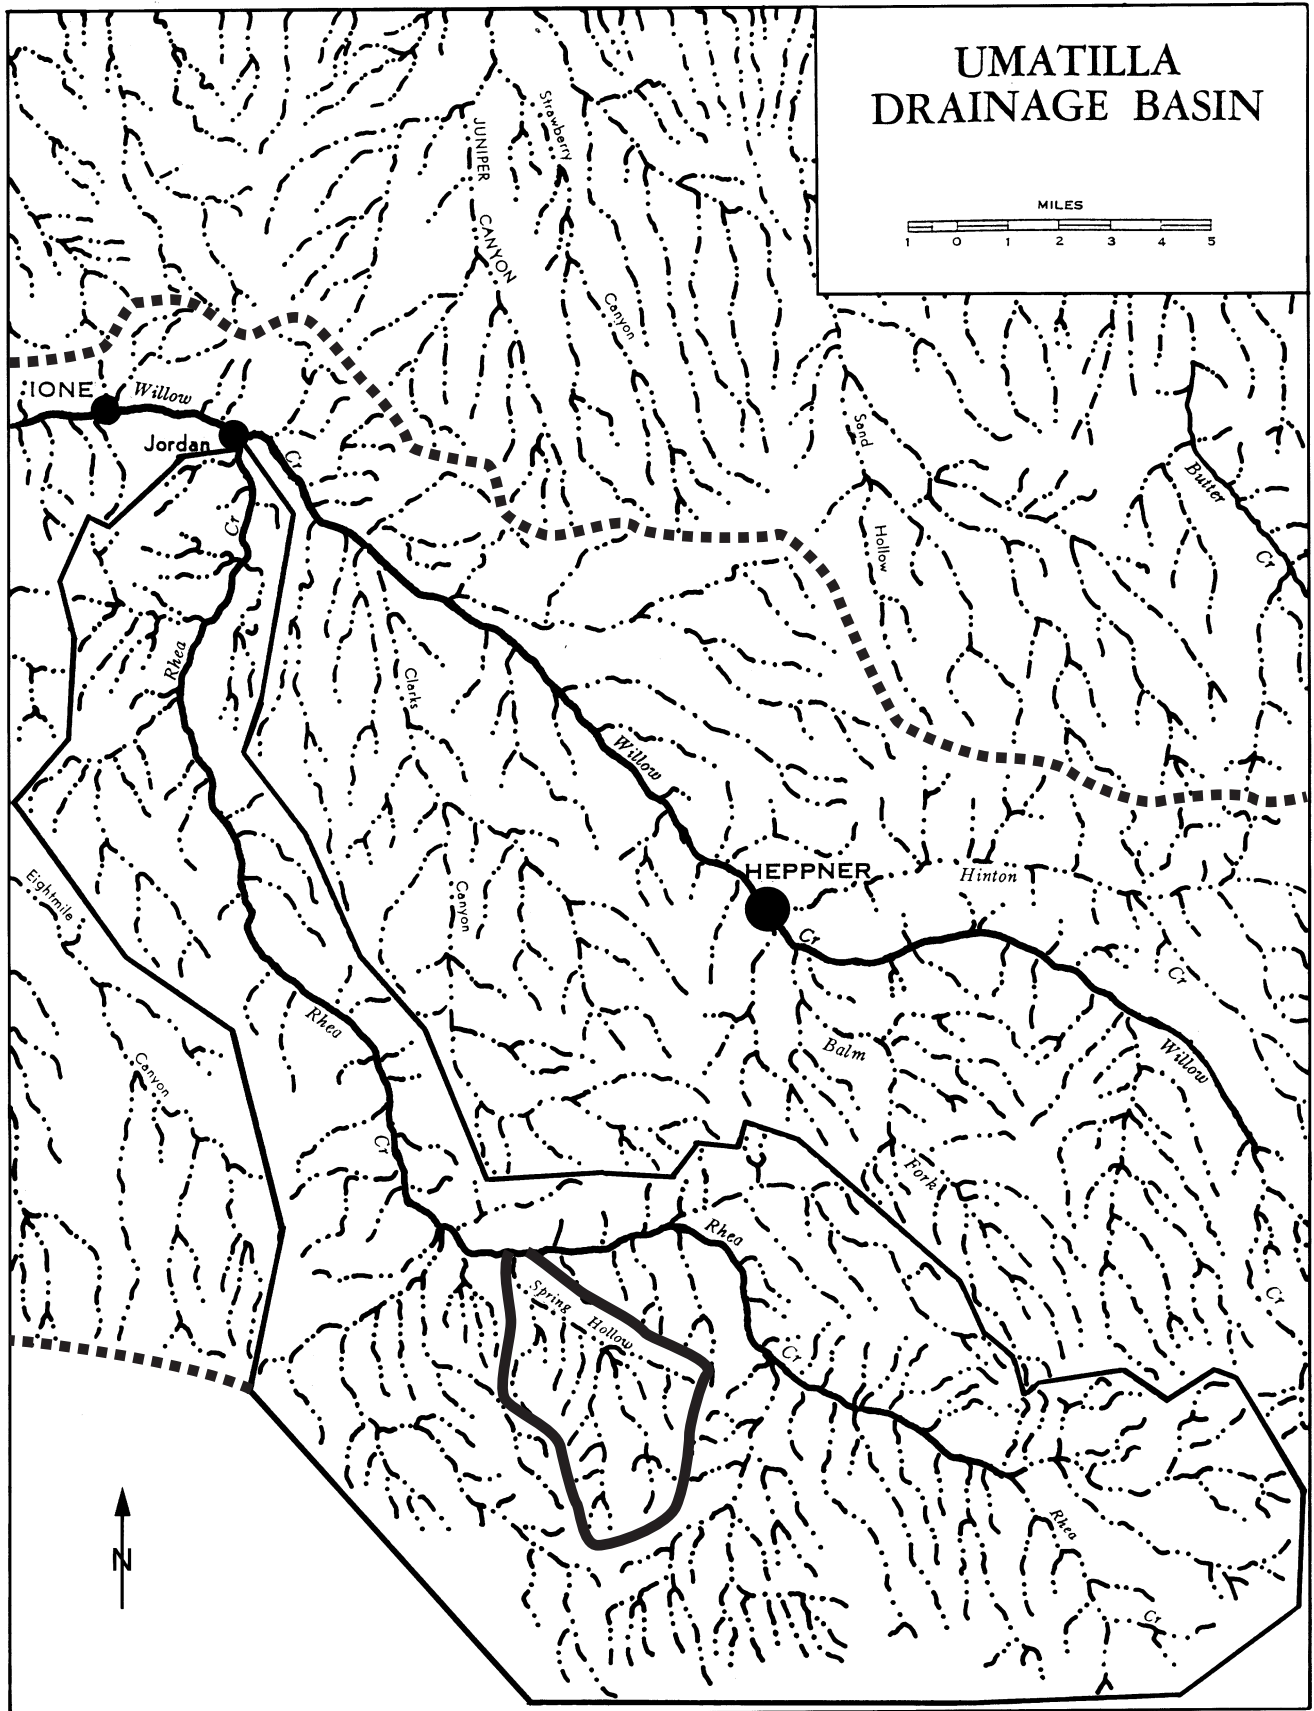 UMATILLA
DRAINAGE BASIN
MILES
1 0 1 2 3 4 5
Strawberry
JUNIPER
CANYON
Canyon
IONE
Willow
Jordan
Cr
Sand
Butter
Cr
Hollow
Cr
Rhea
Clarks
Willow
HEPPNER
Hinton
Eightmile
Canyon
Cr
Cr
Rhea
Balm
Willow
Canyon
Cr
Fork
Rhea
Spring
Hollow
Cr
Cr
N
Rhea
Cr